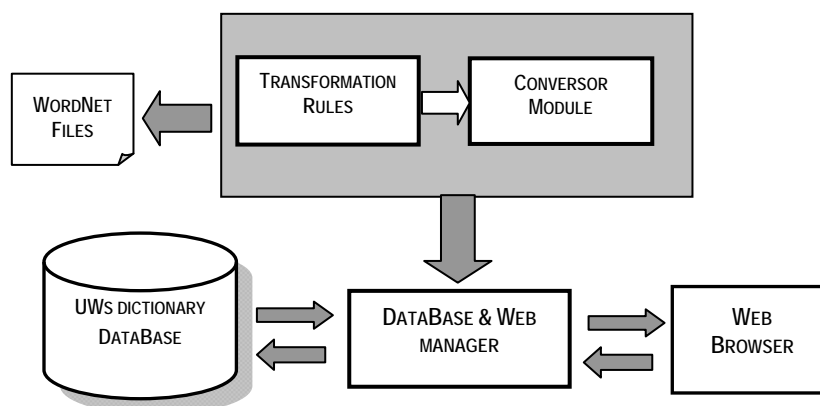 TRANSFORMATION
RULES
CONVERSOR
MODULE
WORDNET
FILES
UWS DICTIONARY
DATABASE
DATABASE & WEB
MANAGER
WEB
BROWSER